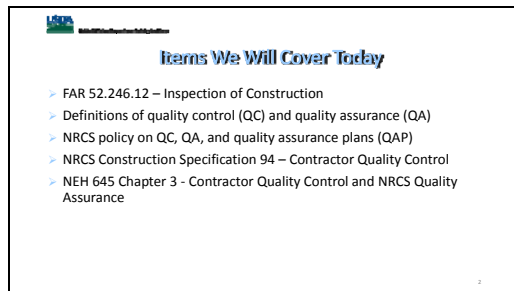 USDA
Items We Will Cover Today
➢ FAR 52.246.12 – Inspection of Construction
➢ Definitions of quality control (QC) and quality assurance (QA)
➢ NRCS policy on QC, QA, and quality assurance plans (QAP)
➢ NRCS Construction Specification 94 – Contractor Quality Control
➢ NEH 645 Chapter 3 - Contractor Quality Control and NRCS Quality
Assurance
2